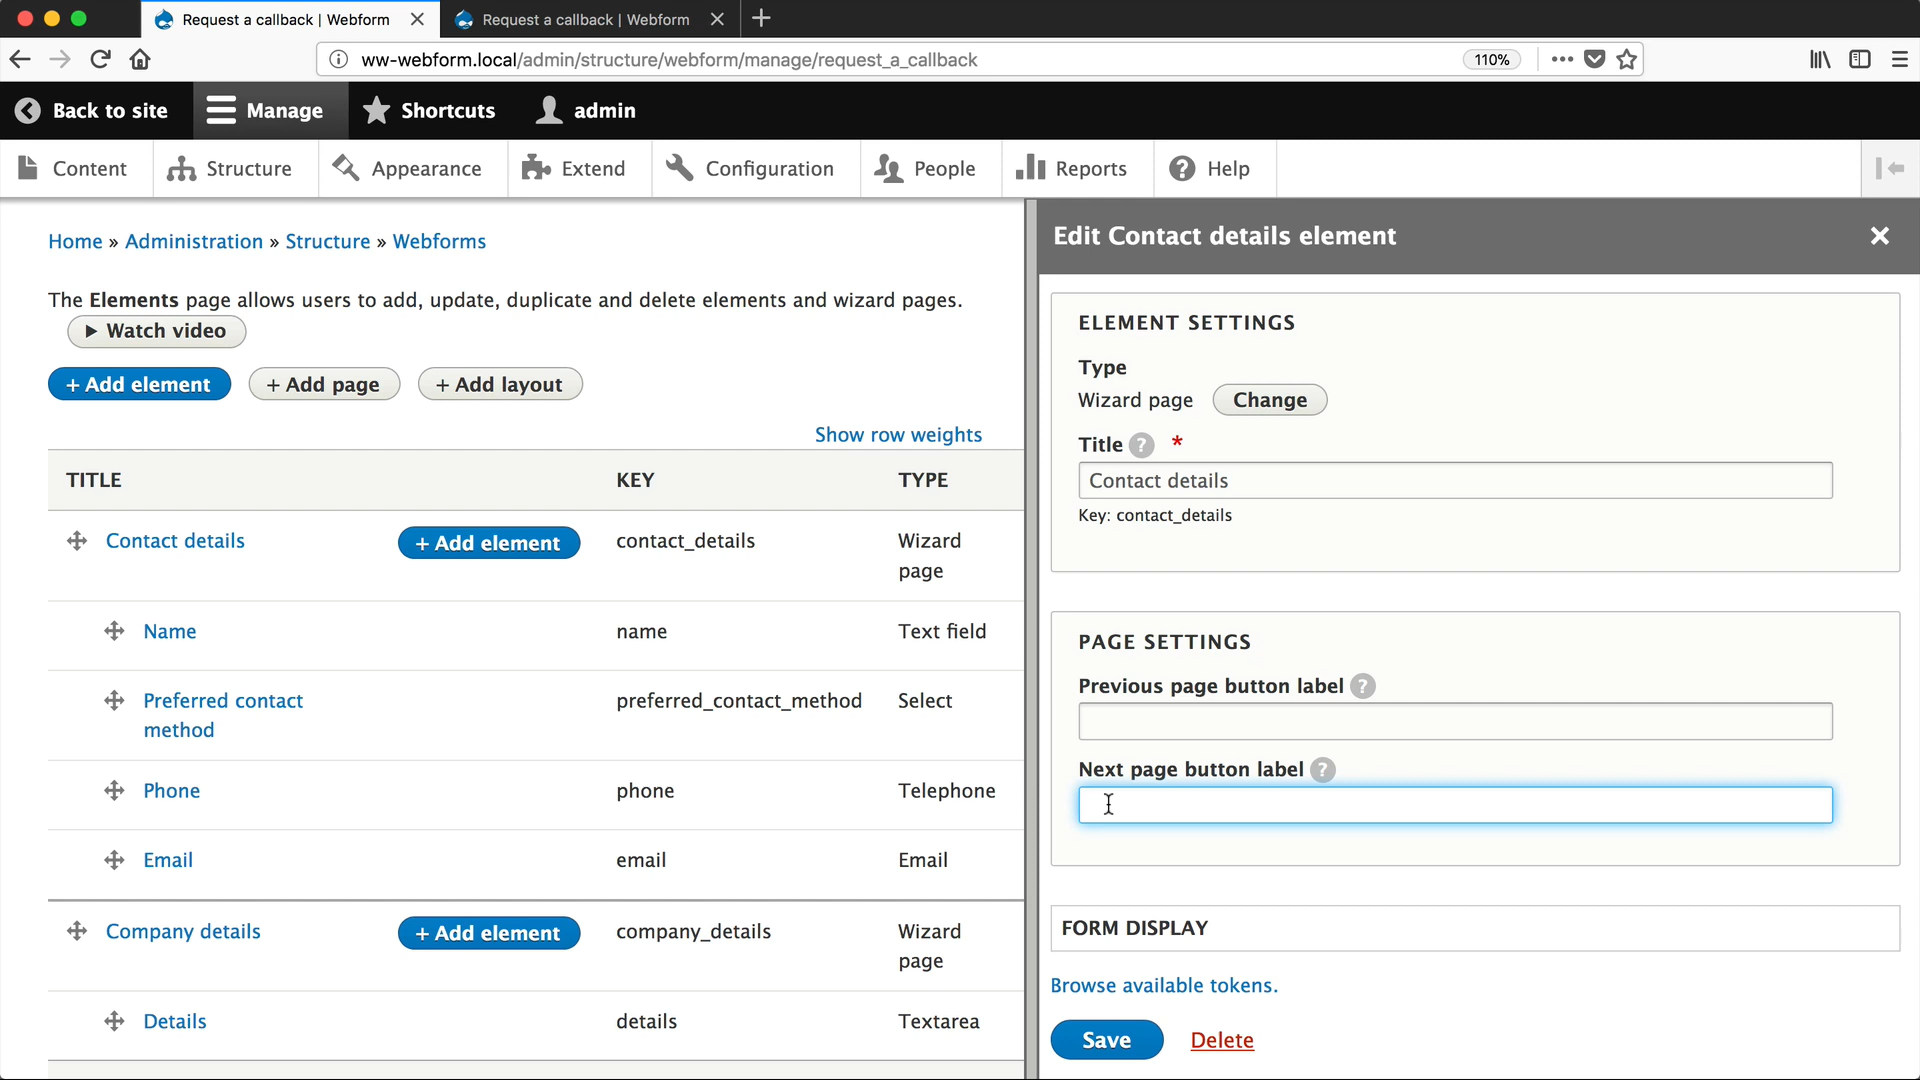 Request a callback | Webform
Request a callback | Webform
ww-webform.local/admin/structure/webform/manage/request_a_callback
110%
Back to site
Manage
Shortcuts
admin
Content
Structure
Appearance
Extend
Configuration
People
Reports
Help
Home » Administration » Structure » Webforms
The Elements page allows users to add, update, duplicate and delete elements and wizard pages.
Watch video
+ Add element
+ Add page
+ Add layout
Show row weights
TITLE KEY TYPE
Contact details + Add element contact_details Wizard
page
Name name Text field
Preferred contact preferred_contact_method Select
method
Phone phone Telephone
Email email Email
Company details + Add element company_details Wizard
page
Details details Textarea
Edit Contact details element
ELEMENT SETTINGS
Type
Wizard page Change
Title ? *
Contact details
Key: contact_details
PAGE SETTINGS
Previous page button label ?
Next page button label ?
FORM DISPLAY
Browse available tokens.
Save Delete